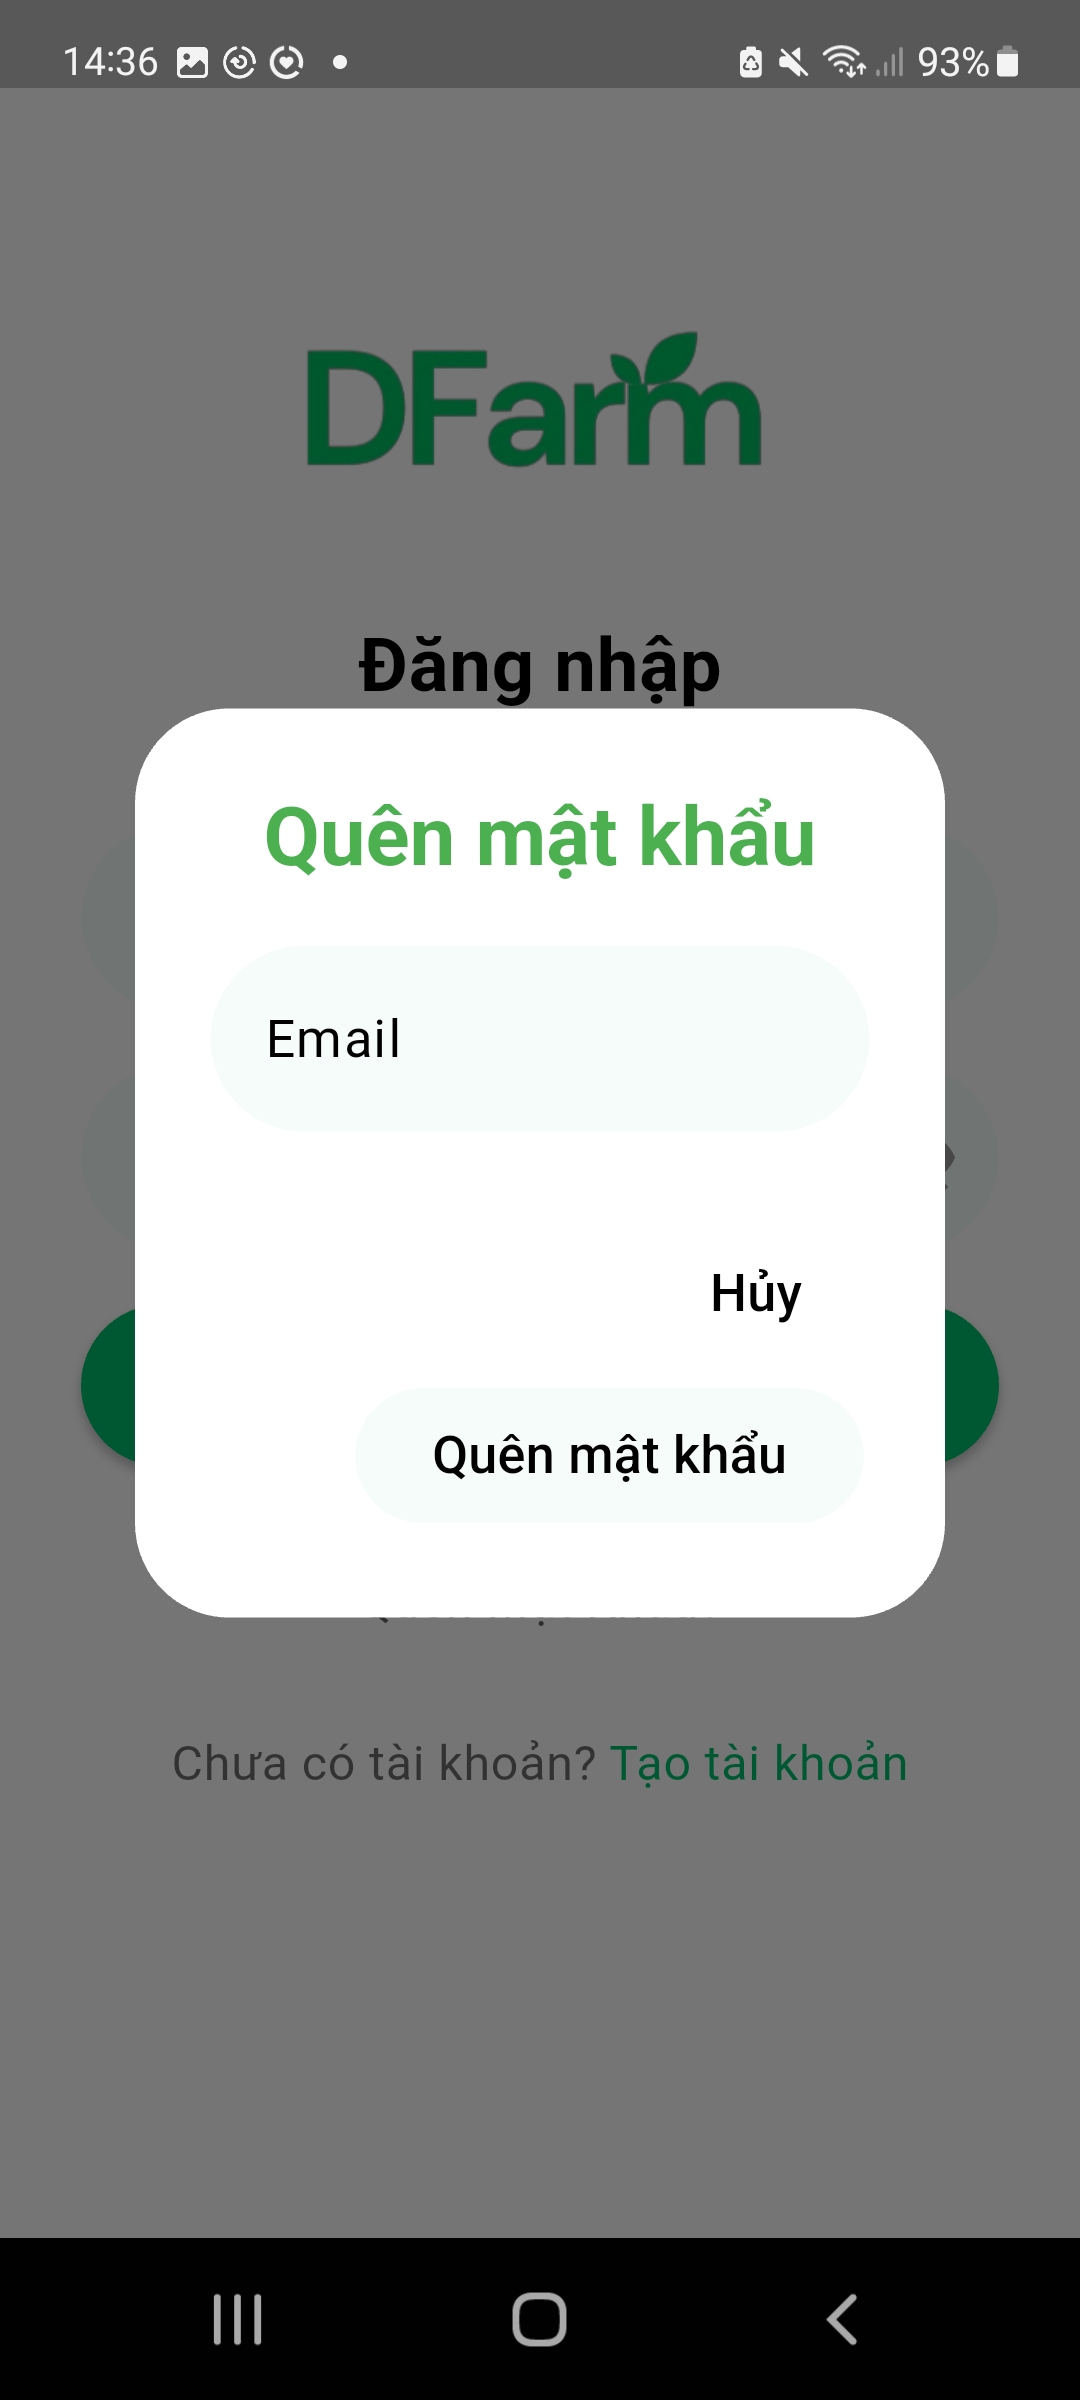 14:36
93%
DFarm
Đăng nhập
Quên mật khẩu
Email
Hủy
Quên mật khẩu
Chưa có tài khoản? Tạo tài khoản